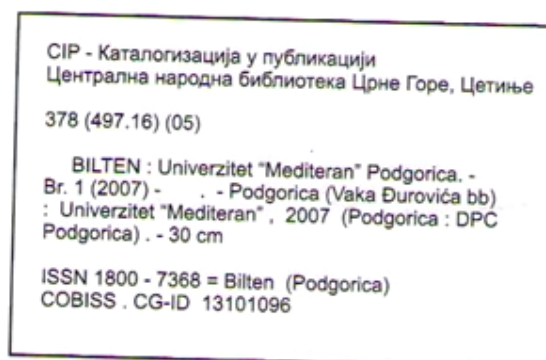 CIP - Каталогизација у публикацији
Централна народна библиотека Црне Горе, Цетиње
378 (497.16) (05)
BILTEN : Univerzitet "Mediteran" Podgorica. -
Br. 1 (2007) - . - Podgorica (Vaka Đurovića bb)
: Univerzitet "Mediteran" , 2007 (Podgorica : DPC
Podgorica) . - 30 cm
ISSN 1800 - 7368 = Bilten (Podgorica)
COBISS . CG-ID 13101096